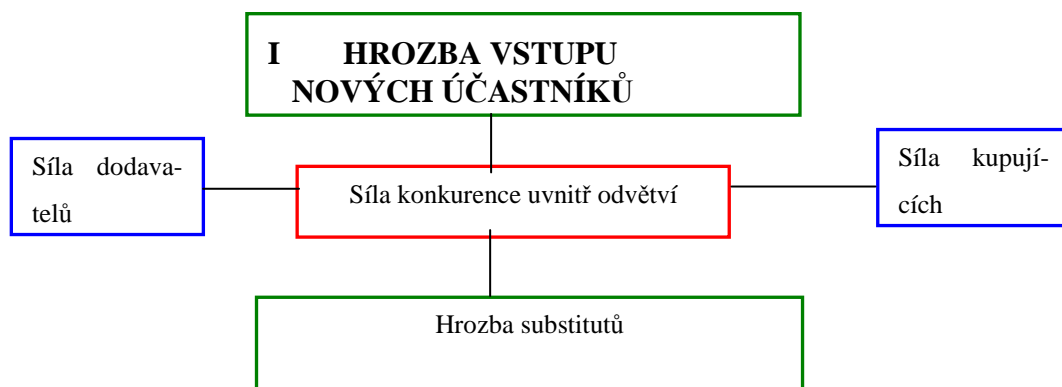 I HROZBA VSTUPU
NOVÝCH ÚČASTNÍKŮ
Síla dodava-
telů
Síla konkurence uvnitř odvětví
Síla kupují-
cích
Hrozba substitutů